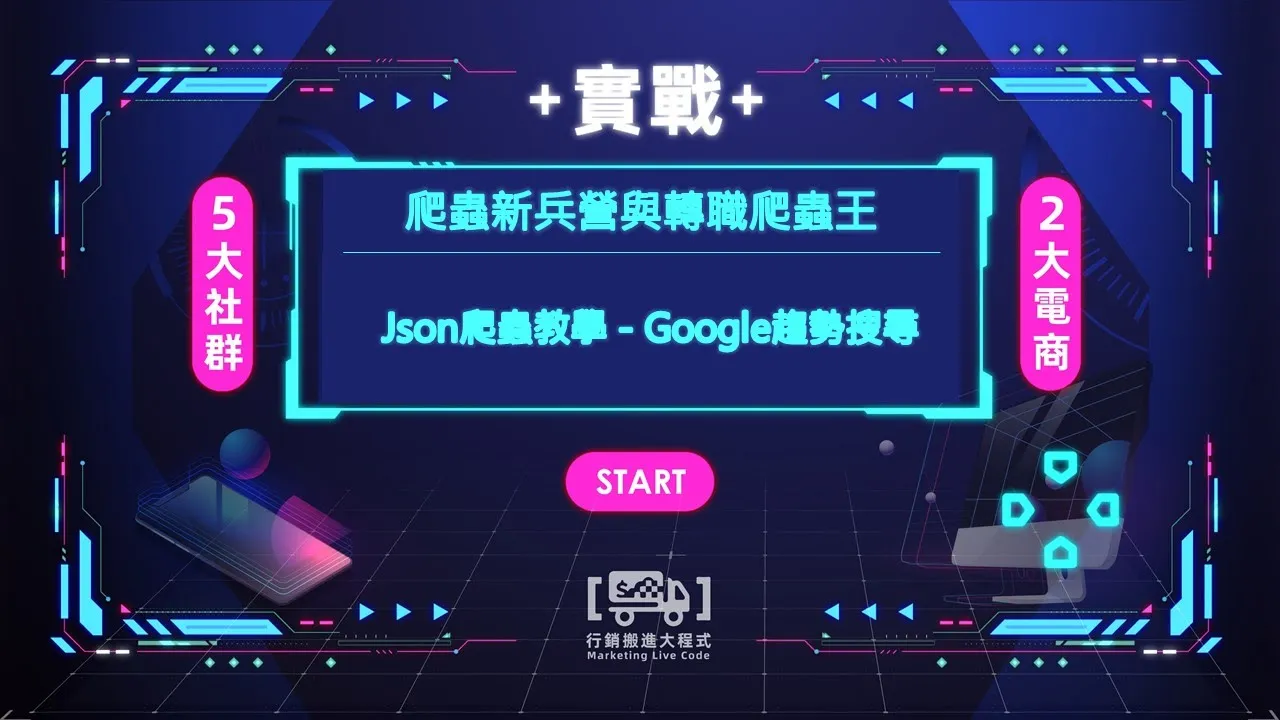 + 實戰 +
爬蟲新兵營與轉職爬蟲王
5大社群
2大電商
Json爬蟲教學 - Google趨勢搜尋
START
行銷搬進大程式
Marketing Live Code